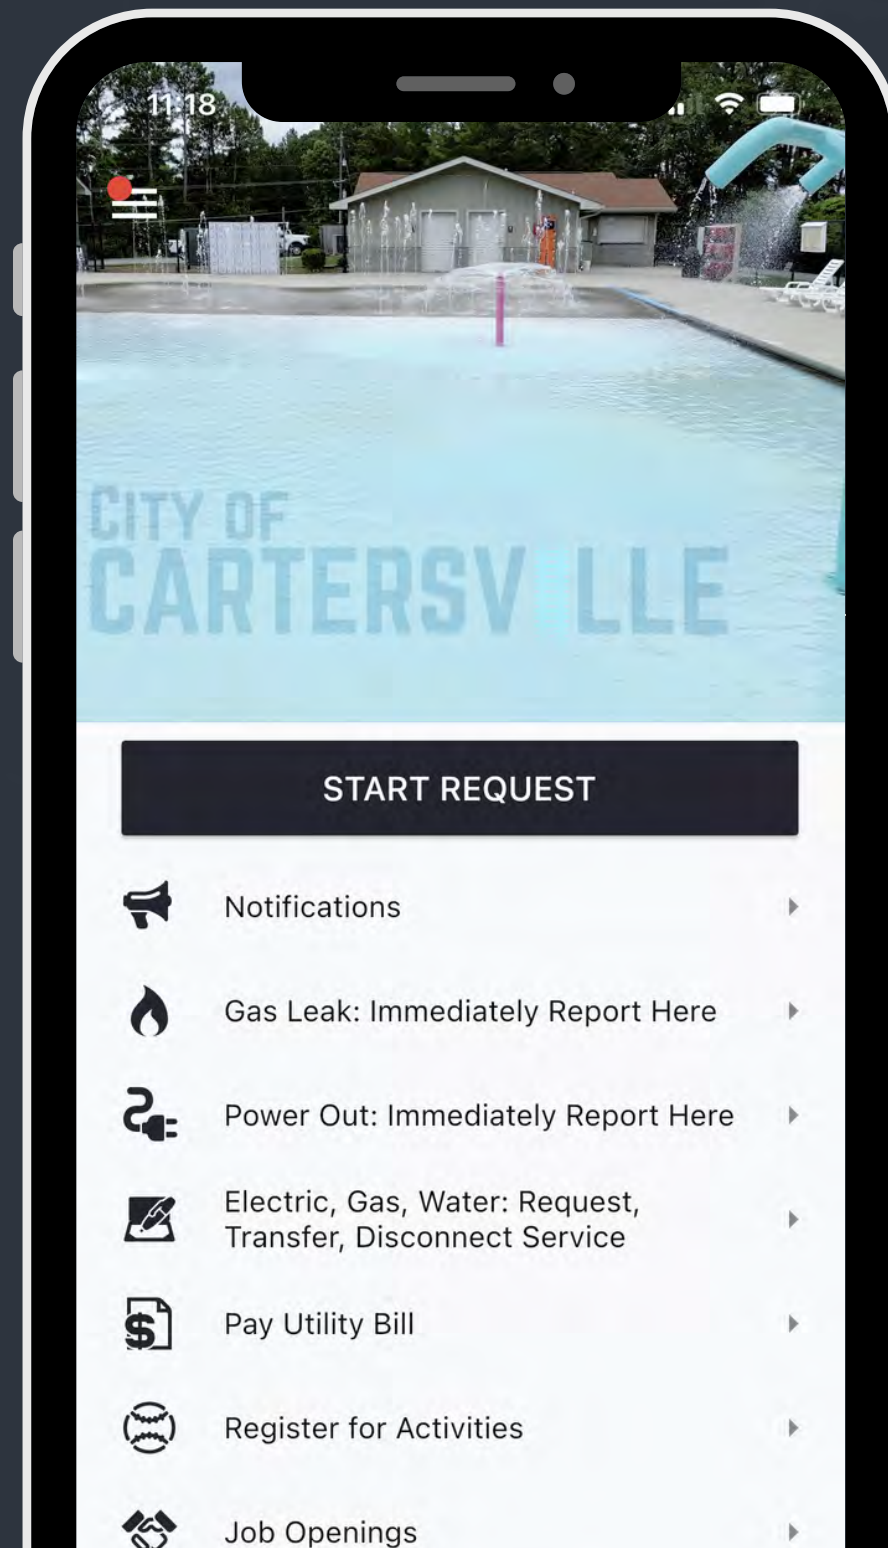 11:18
CITY OF
CARTERSVILLE
START REQUEST
Notifications
Gas Leak: Immediately Report Here
Power Out: Immediately Report Here
Electric, Gas, Water: Request,
Transfer, Disconnect Service
Pay Utility Bill
Register for Activities
Job Openings